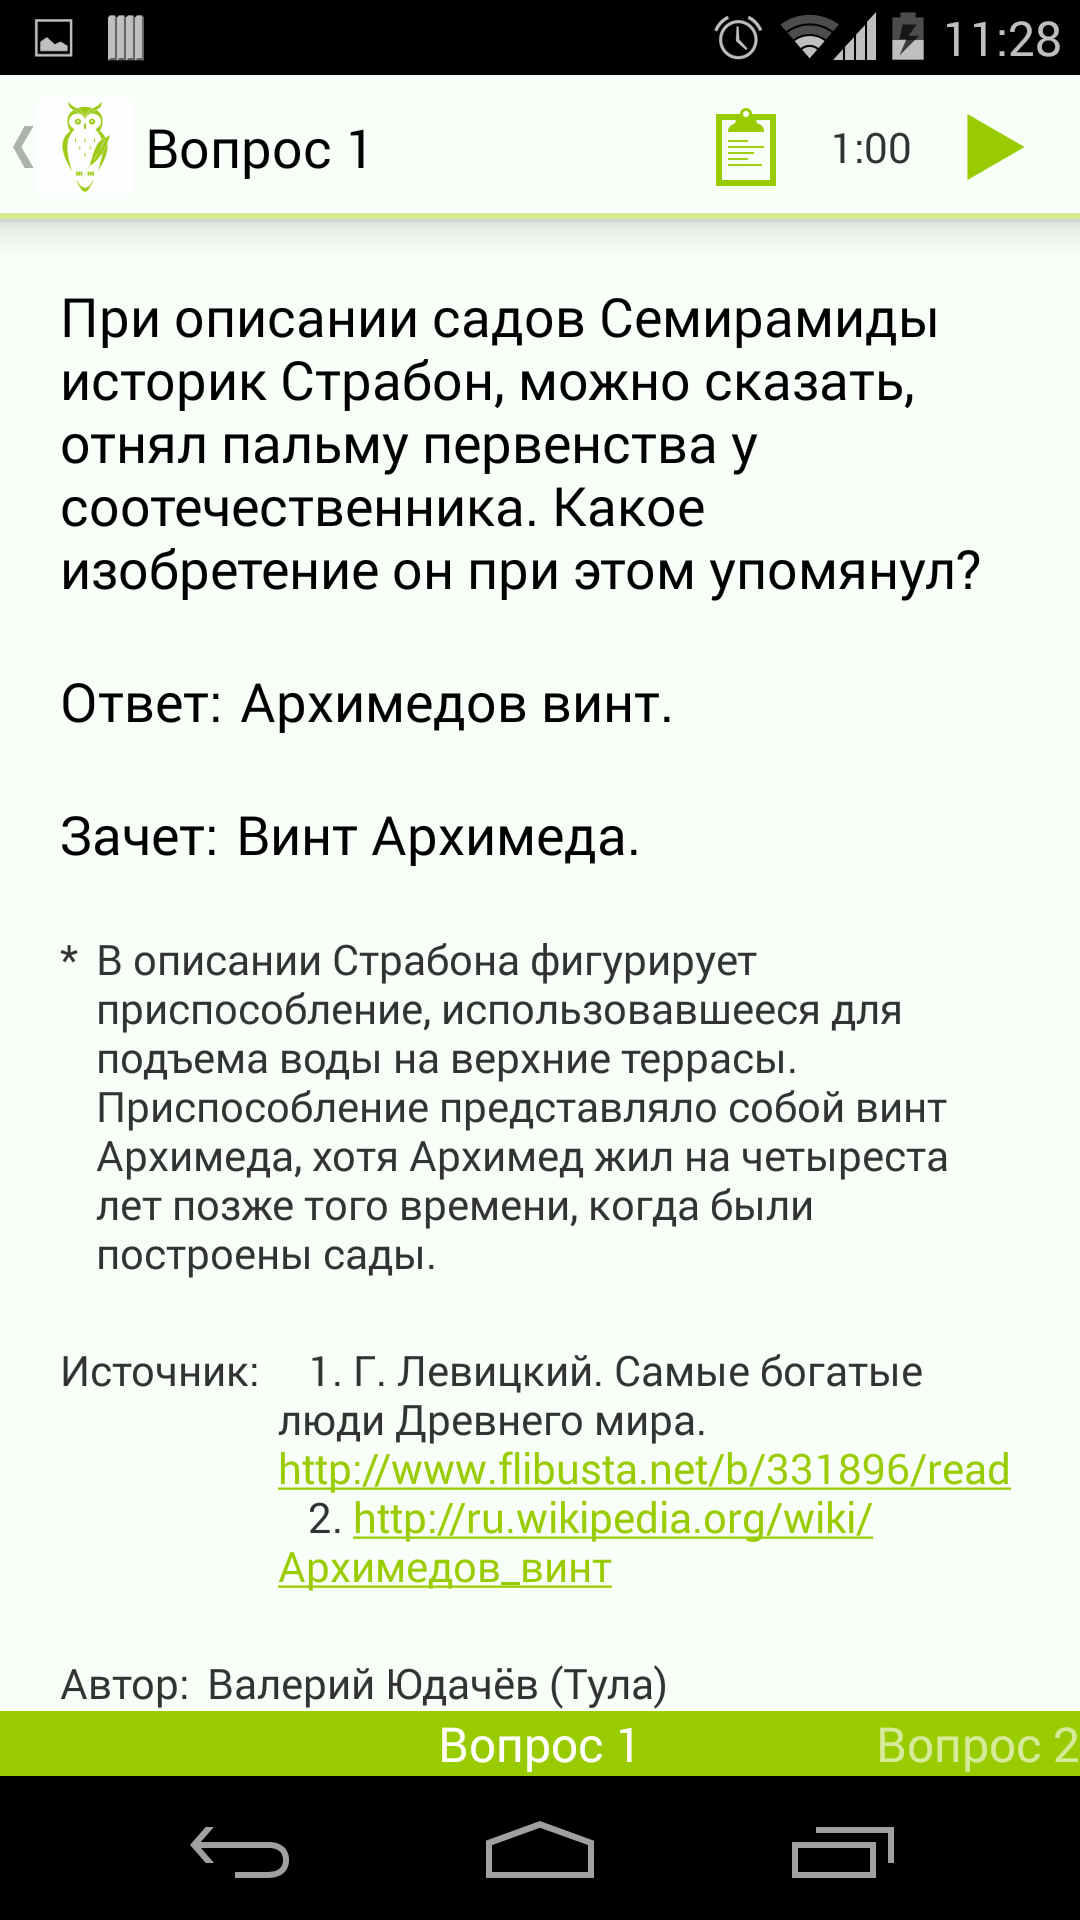 11:28
Вопрос 1
1:00
При описании садов Семирамиды
историк Страбон, можно сказать,
отнял пальму первенства у
соотечественника. Какое
изобретение он при этом упомянул?
Ответ: Архимедов винт.
Зачет: Винт Архимеда.
* В описании Страбона фигурирует
приспособление, использовавшееся для
подъема воды на верхние террасы.
Приспособление представляло собой винт
Архимеда, хотя Архимед жил на четыреста
лет позже того времени, когда были
построены сады.
Источник: 1. Г. Левицкий. Самые богатые
люди Древнего мира.
http://www.flibusta.net/b/331896/read
2. http://ru.wikipedia.org/wiki/
Архимедов_винт
Автор: Валерий Юдачёв (Тула)
Вопрос 1 Вопрос 2